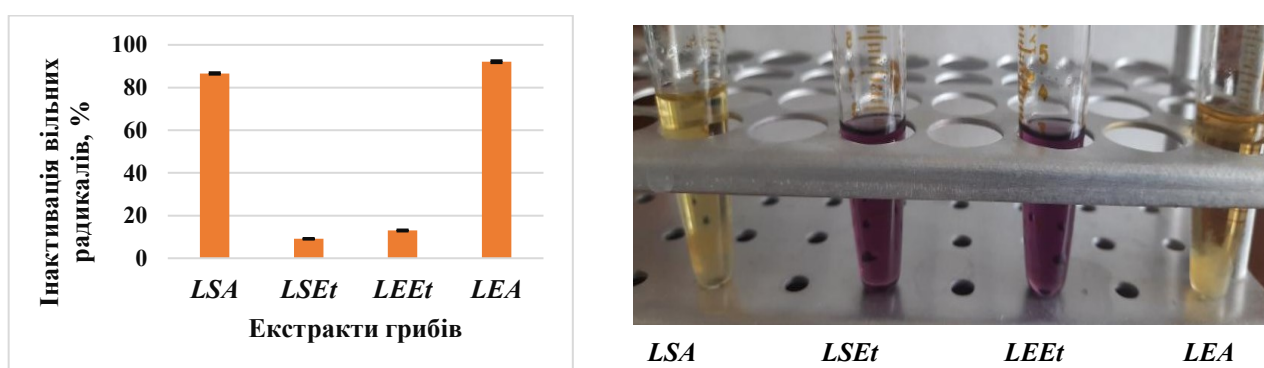 100
80
60
40
20
0
Інактивація вільних
радикалів, %
LSA LSEt LEEt LEA
Екстракти грибів
LSA LSEt LEEt LEA